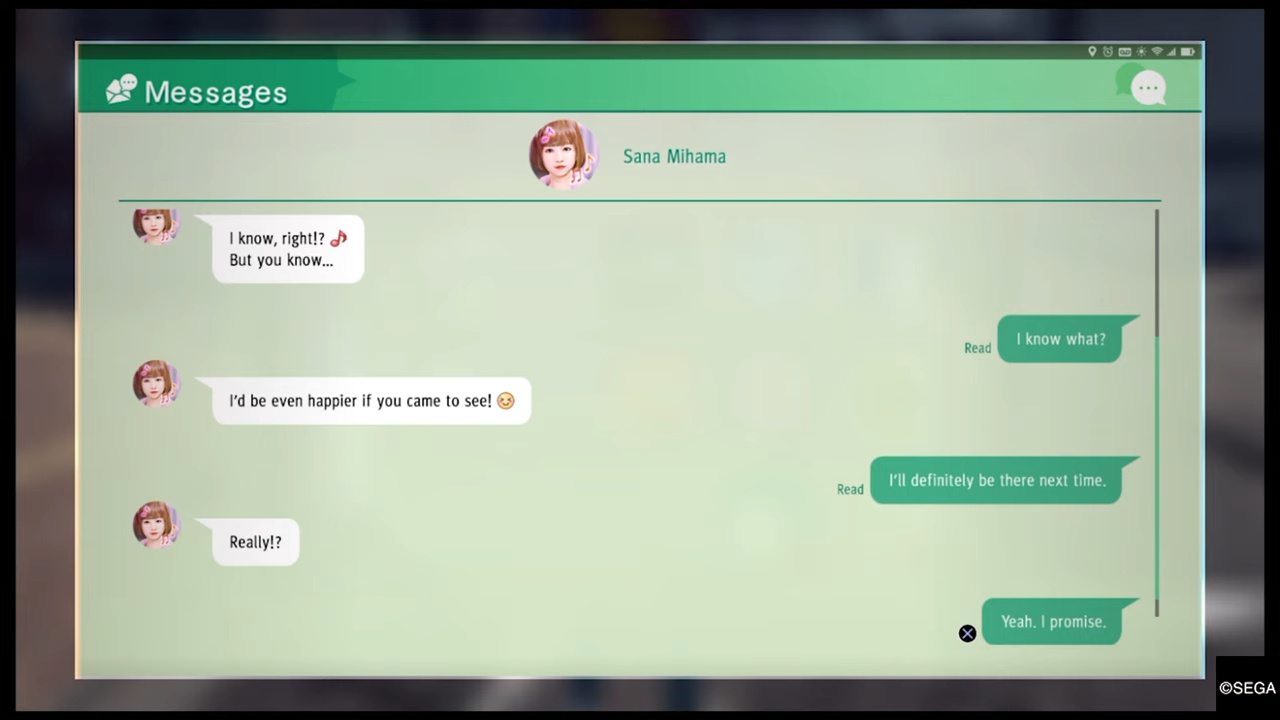 Messages
Sana Mihama
I know, right!?
But you know...
I know what?
Read
I'd be even happier if you came to see!
I'll definitely be there next time.
Read
Really!?
Yeah. I promise.
©SEGA